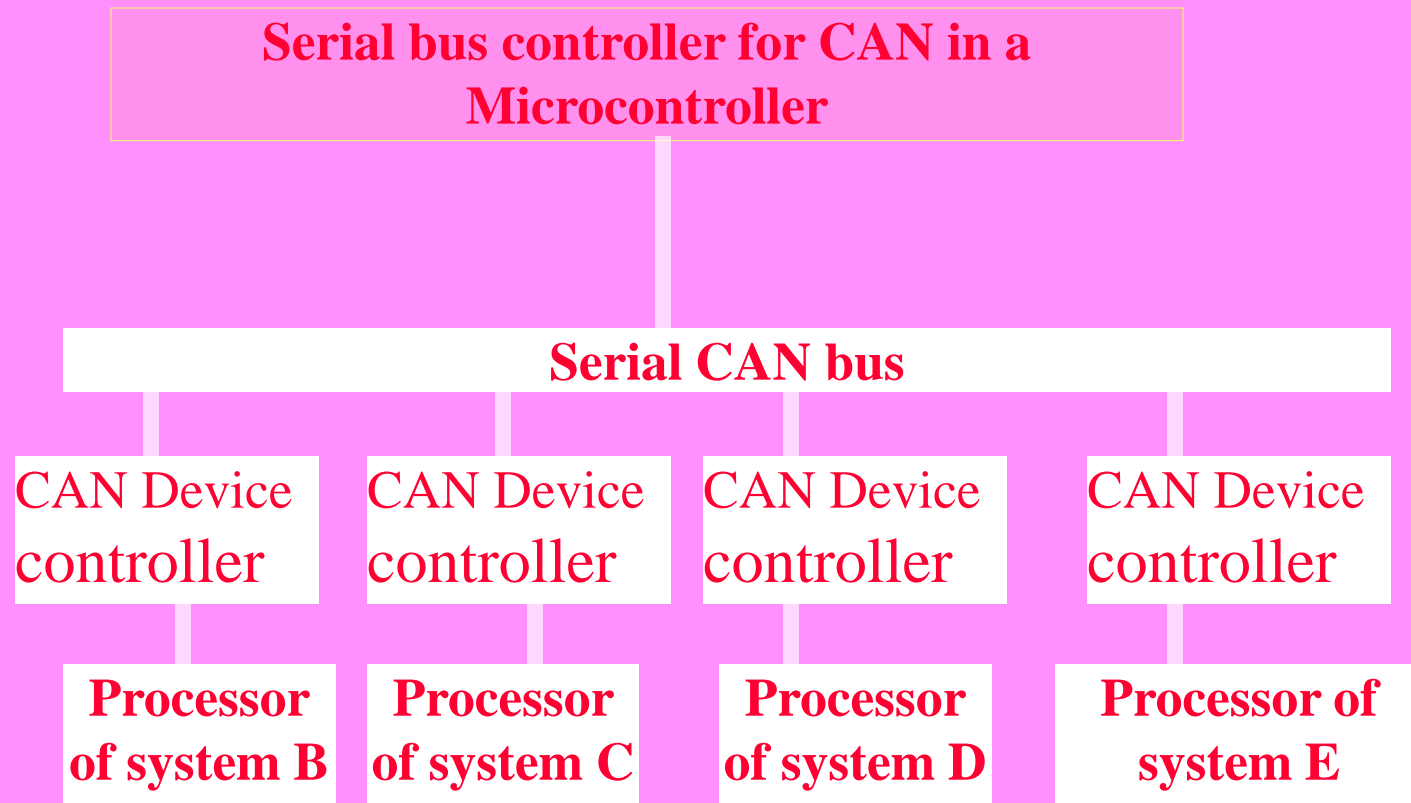 Serial bus controller for CAN in a
Microcontroller
Serial CAN bus
CAN Device
controller
CAN Device
controller
CAN Device
controller
CAN Device
controller
Processor
of system B
Processor
of system C
Processor
of system D
Processor of
system E